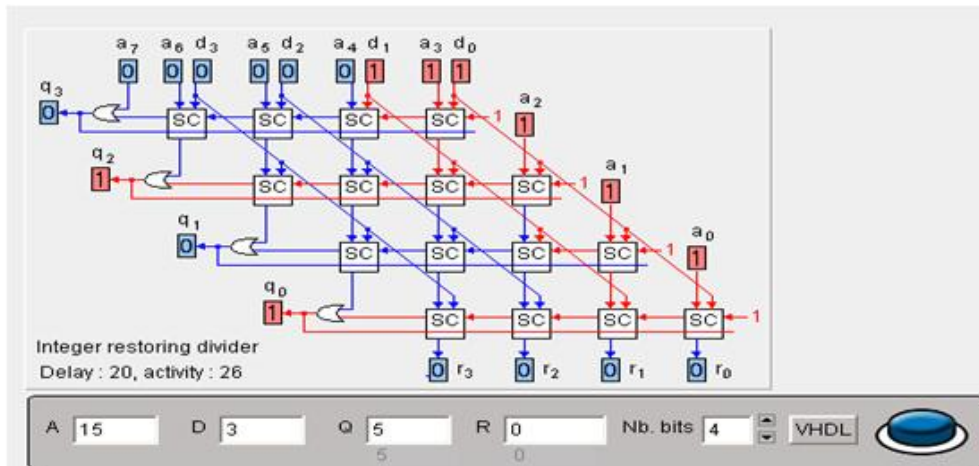 a7 a6 d3 a5 d2 a4 d1 a3 d0
0 0 0 0 0 0 1 1 1
q3
0 SC SC SC SC 1
a2
1
q2
1 SC SC SC SC 1
a1
1
q1
0 SC SC SC SC 1
a0
1
q0
1 SC SC SC SC 1
0 r3 0 r2 0 r1 0 r0
Integer restoring divider
Delay : 20, activity : 26
A 15 D 3 Q 5 R 0 Nb. bits 4 VHDL
5 0